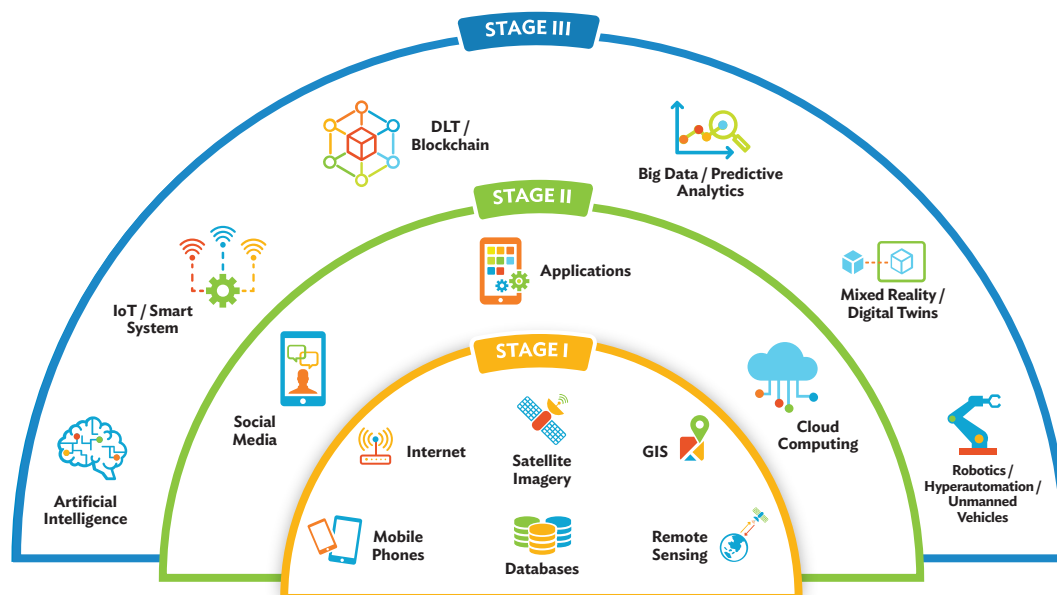 STAGE III
DLT /
Blockchain
Big Data / Predictive
Analytics
IoT / Smart
System
Mixed Reality /
Digital Twins
Artificial
Intelligence
Robotics /
Hyperautomation /
Unmanned
Vehicles
STAGE II
Applications
Social
Media
Cloud
Computing
STAGE I
Internet
Satellite
Imagery
GIS
Mobile
Phones
Databases
Remote
Sensing